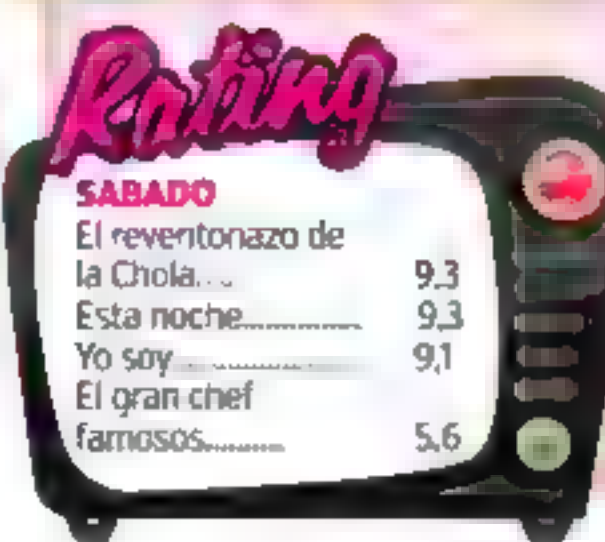 Rating
SABADO
El reventonazo de
la Chola... 9.3
Esta noche.............. 9.3
Yo soy.................. 9,1
El gran chef
famosos........... 5.6